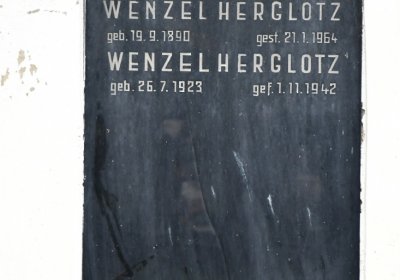 WENZEL HERGLOTZ
geb. 19. 9. 1890 gest. 21. 1. 1964
WENZEL HERGLOTZ
geb. 26. 7. 1923 gef. 1. 11. 1942